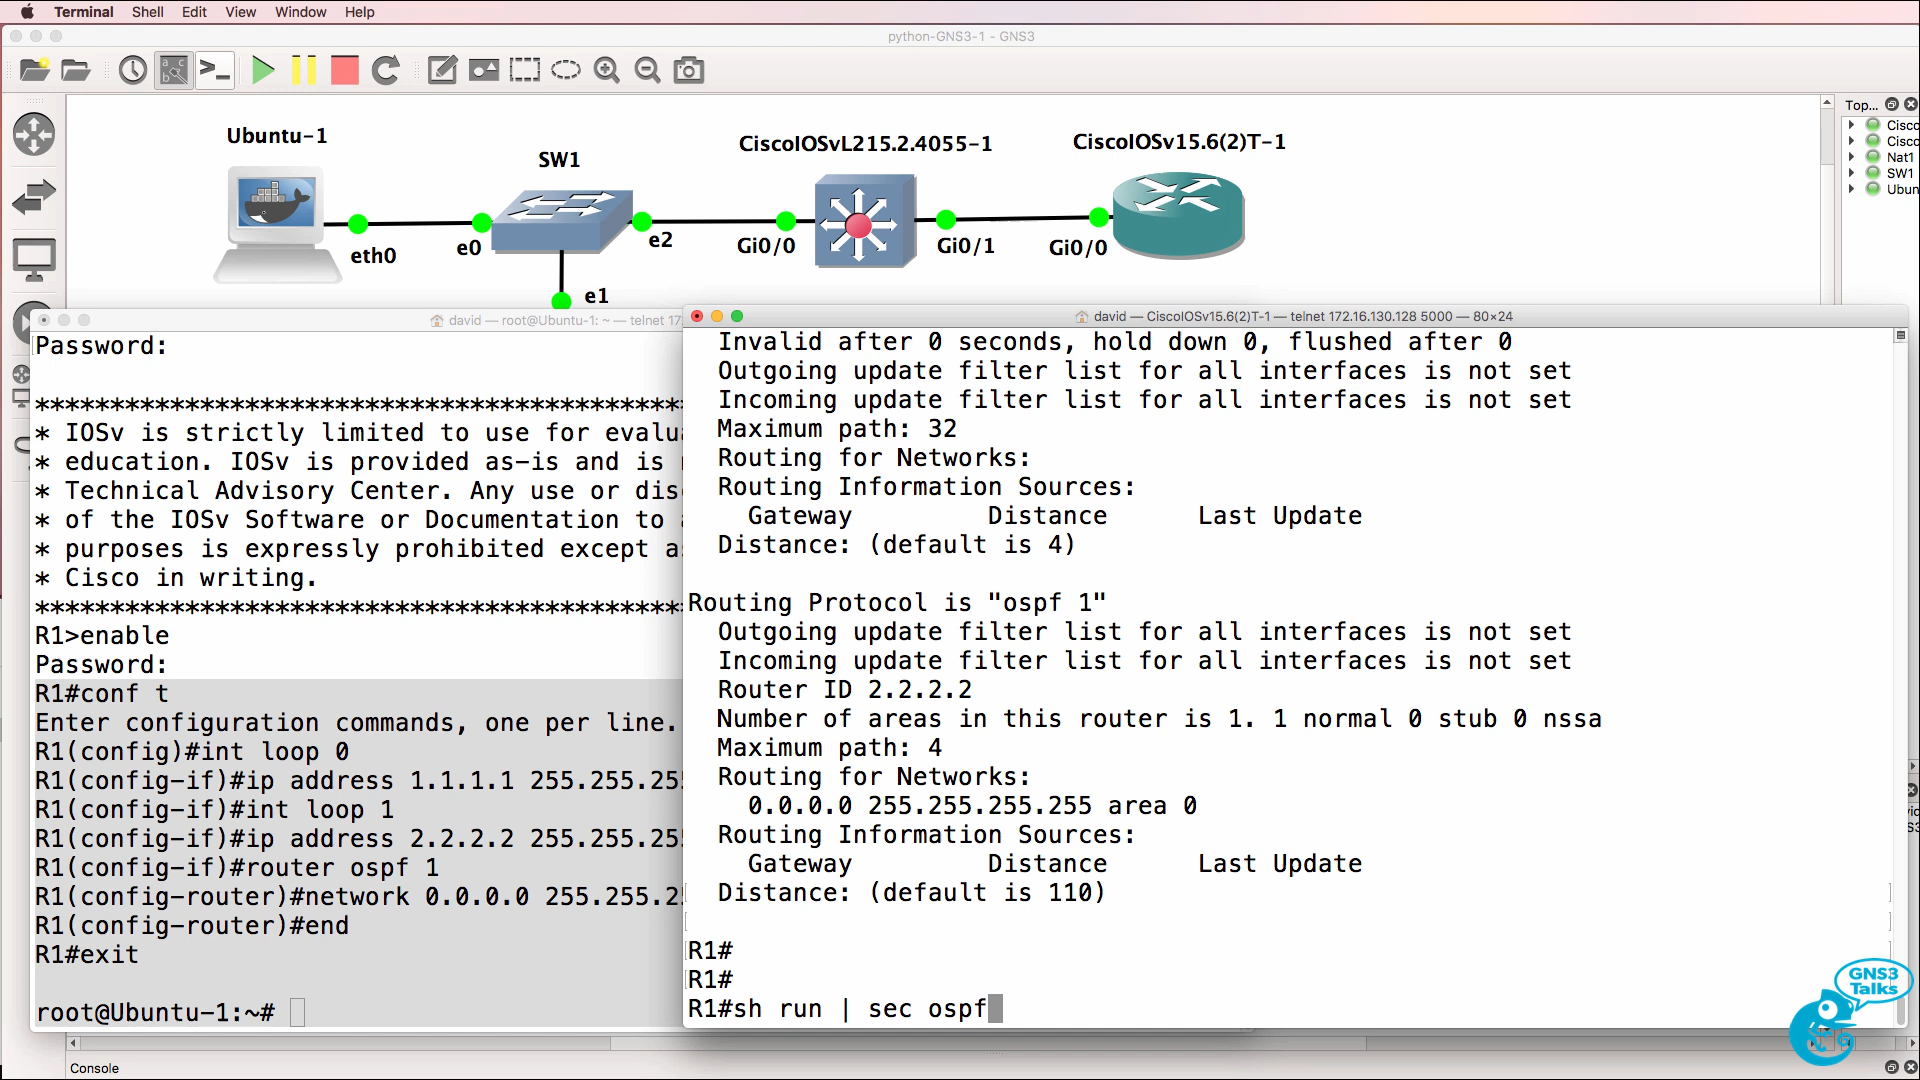 Terminal Shell Edit View Window Help
python-GNS3-1 - GNS3
Ubuntu-1
SW1
CiscoIOSvL215.2.4055-1
CiscoIOSv15.6(2)T-1
eth0
e0
e2
Gi0/0
Gi0/1
Gi0/0
e1
Top...
Cisco
Cisco
Nat1
SW1
Ubun
david — root@Ubuntu-1: ~ — telnet 17
Password:
*******************************************
* IOSv is strictly limited to use for evalu
* education. IOSv is provided as-is and is
* Technical Advisory Center. Any use or dis
* of the IOSv Software or Documentation to
* purposes is expressly prohibited except a
* Cisco in writing.
*******************************************
R1>enable
Password:
R1#conf t
Enter configuration commands, one per line.
R1(config)#int loop 0
R1(config-if)#ip address 1.1.1.1 255.255.25
R1(config-if)#int loop 1
R1(config-if)#ip address 2.2.2.2 255.255.25
R1(config-if)#router ospf 1
R1(config-router)#network 0.0.0.0 255.255.2
R1(config-router)#end
R1#exit
root@Ubuntu-1:~#
david — CiscoIOSv15.6(2)T-1 — telnet 172.16.130.128 5000 — 80×24
Invalid after 0 seconds, hold down 0, flushed after 0
Outgoing update filter list for all interfaces is not set
Incoming update filter list for all interfaces is not set
Maximum path: 32
Routing for Networks:
Routing Information Sources:
Gateway Distance Last Update
Distance: (default is 4)
Routing Protocol is "ospf 1"
Outgoing update filter list for all interfaces is not set
Incoming update filter list for all interfaces is not set
Router ID 2.2.2.2
Number of areas in this router is 1. 1 normal 0 stub 0 nssa
Maximum path: 4
Routing for Networks:
0.0.0.0 255.255.255.255 area 0
Routing Information Sources:
Gateway Distance Last Update
Distance: (default is 110)
R1#
R1#
R1#sh run | sec ospf
GNS3
Talks
Console